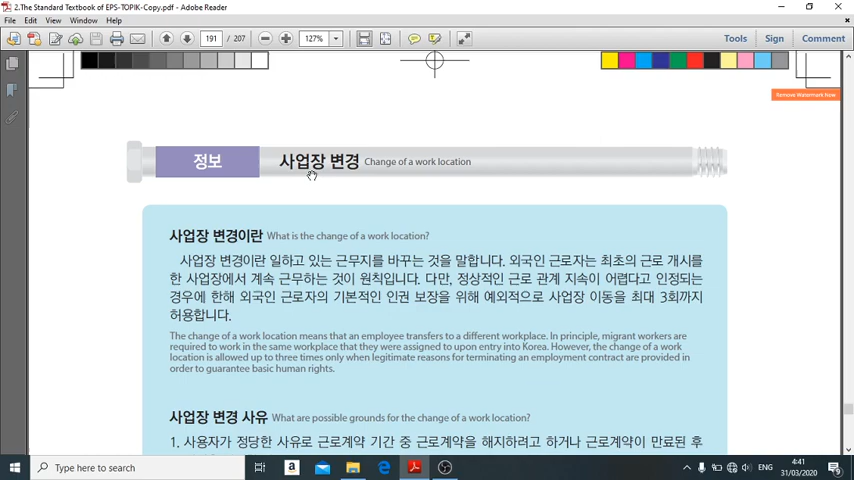 2.The Standard Textbook of EPS-TOPIK-Copy.pdf - Adobe Reader
File Edit View Window Help
191 / 207 127% Tools Sign Comment
Remove Watermark Now
정보 사업장 변경 Change of a work location
사업장 변경이란 What is the change of a work location?
사업장 변경이란 일하고 있는 근무지를 바꾸는 것을 말합니다. 외국인 근로자는 최초의 근로 개시를
한 사업장에서 계속 근무하는 것이 원칙입니다. 다만, 정상적인 근로 관계 지속이 어렵다고 인정되는
경우에 한해 외국인 근로자의 기본적인 인권 보장을 위해 예외적으로 사업장 이동을 최대 3회까지
허용합니다.
The change of a work location means that an employee transfers to a different workplace. In principle, migrant workers are
required to work in the same workplace that they were assigned to upon entry into Korea. However, the change of a work
location is allowed up to three times only when legitimate reasons for terminating an employment contract are provided in
order to guarantee basic human rights.
사업장 변경 사유 What are possible grounds for the change of a work location?
1. 사용자가 정당한 사유로 근로계약 기간 중 근로계약을 해지하려고 하거나 근로계약이 만료된 후
Type here to search
a
ENG
4:41
31/03/2020